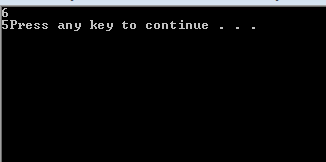 6
5Press any key to continue . . .